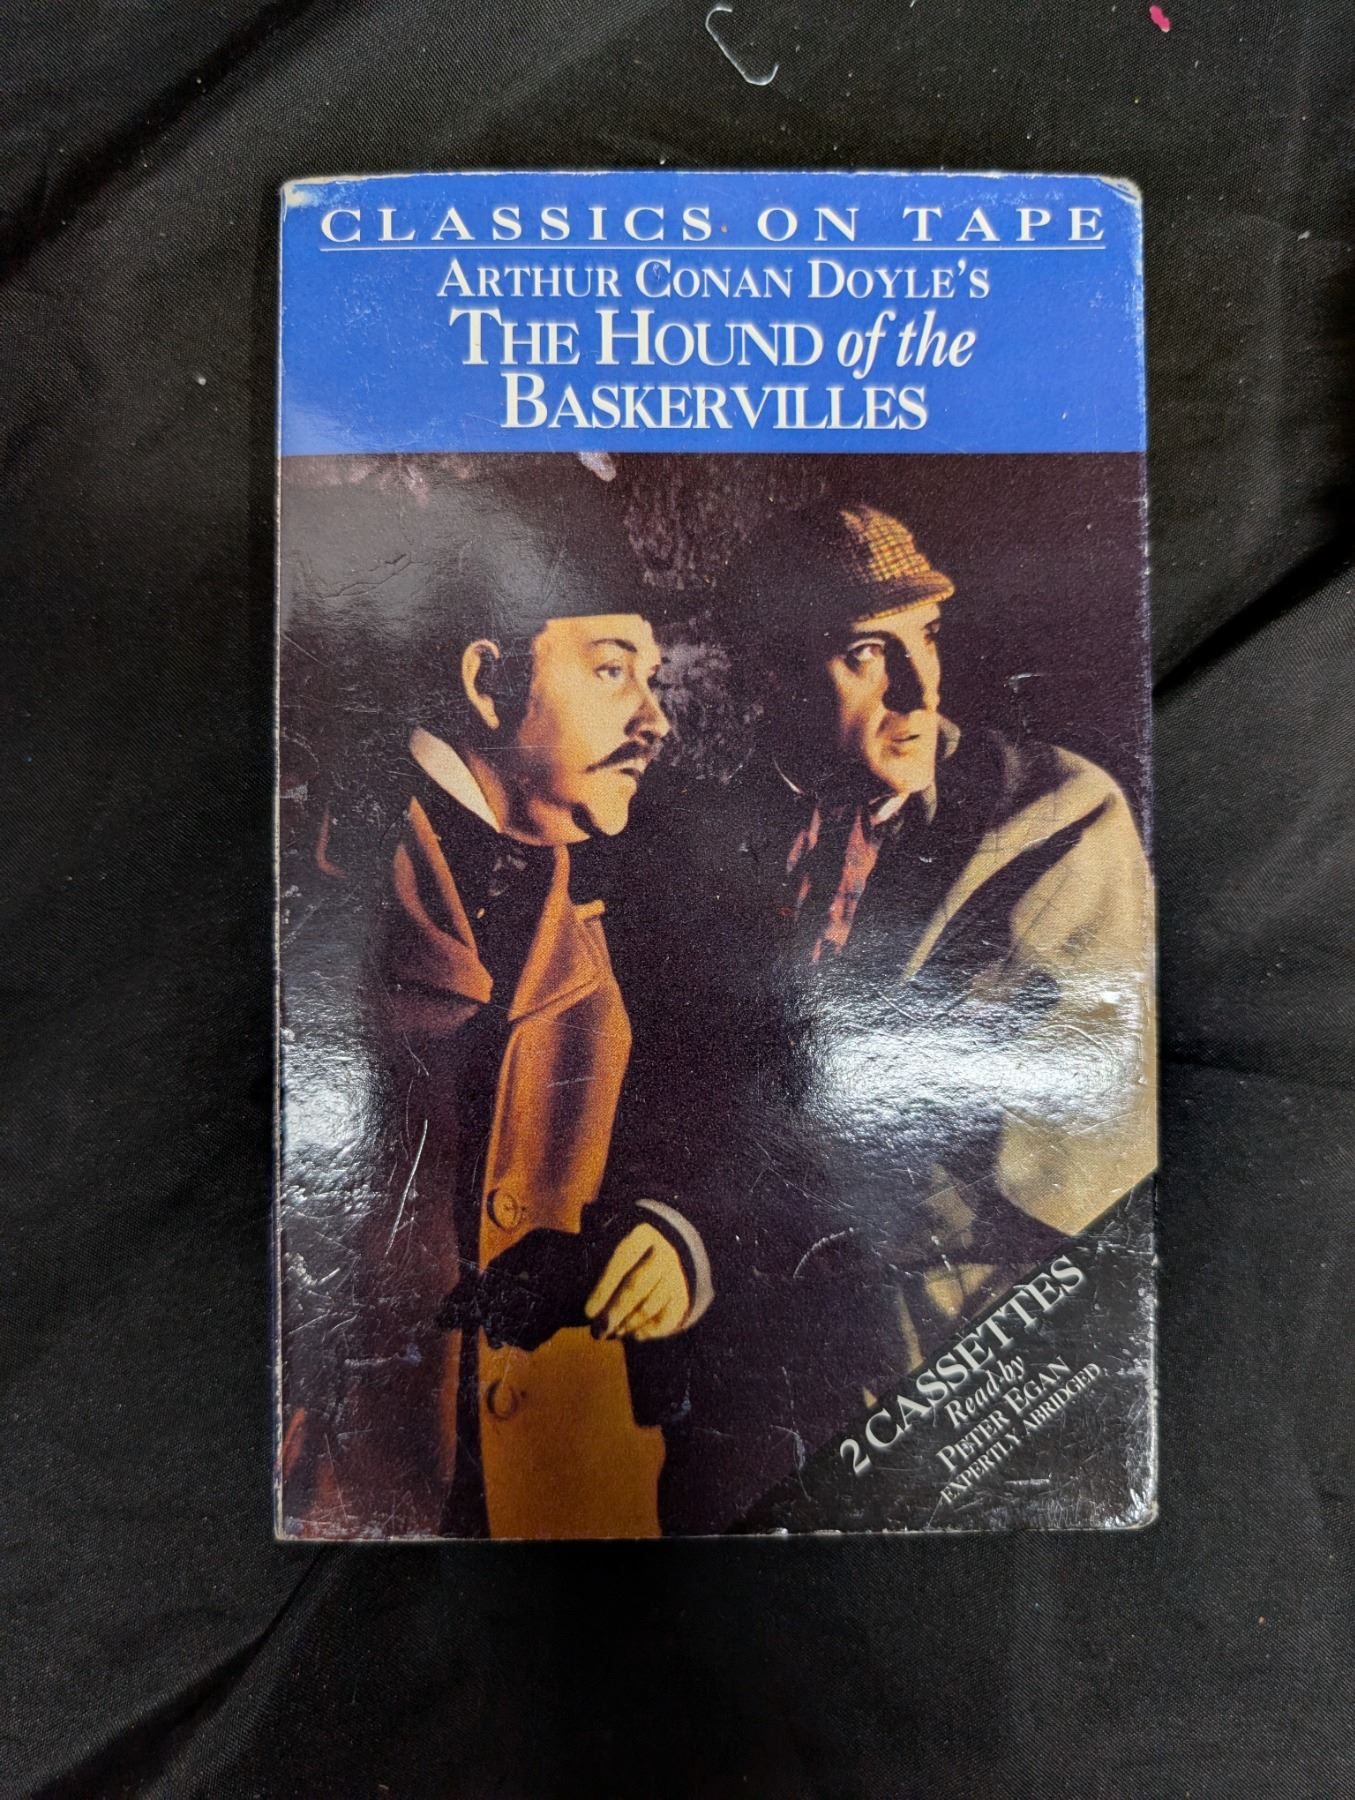 CLASSICS ON TAPE
ARTHUR CONAN DOYLE'S
THE HOUND of the
BASKERVILLES
2 CASSETTES
Read by
PETER EGAN
EXPERTLY ABRIDGED